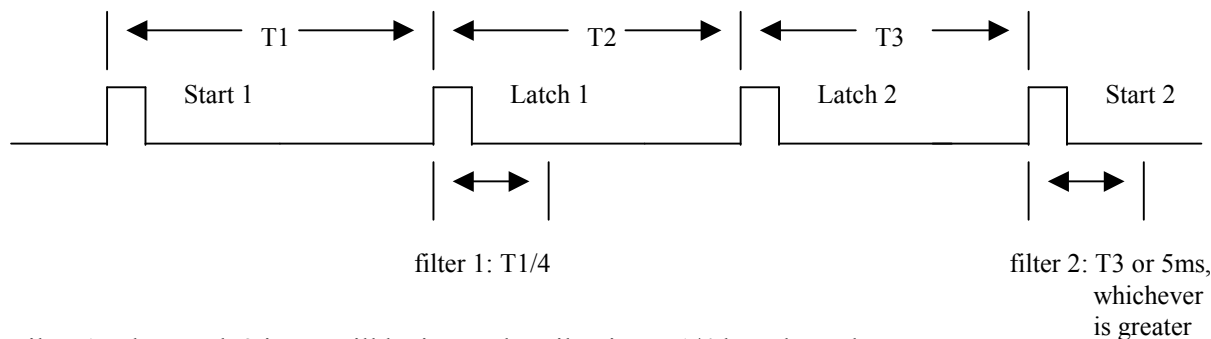 T1 T2 T3
Start 1 Latch 1 Latch 2 Start 2
filter 1: T1/4 filter 2: T3 or 5ms,
whichever
is greater